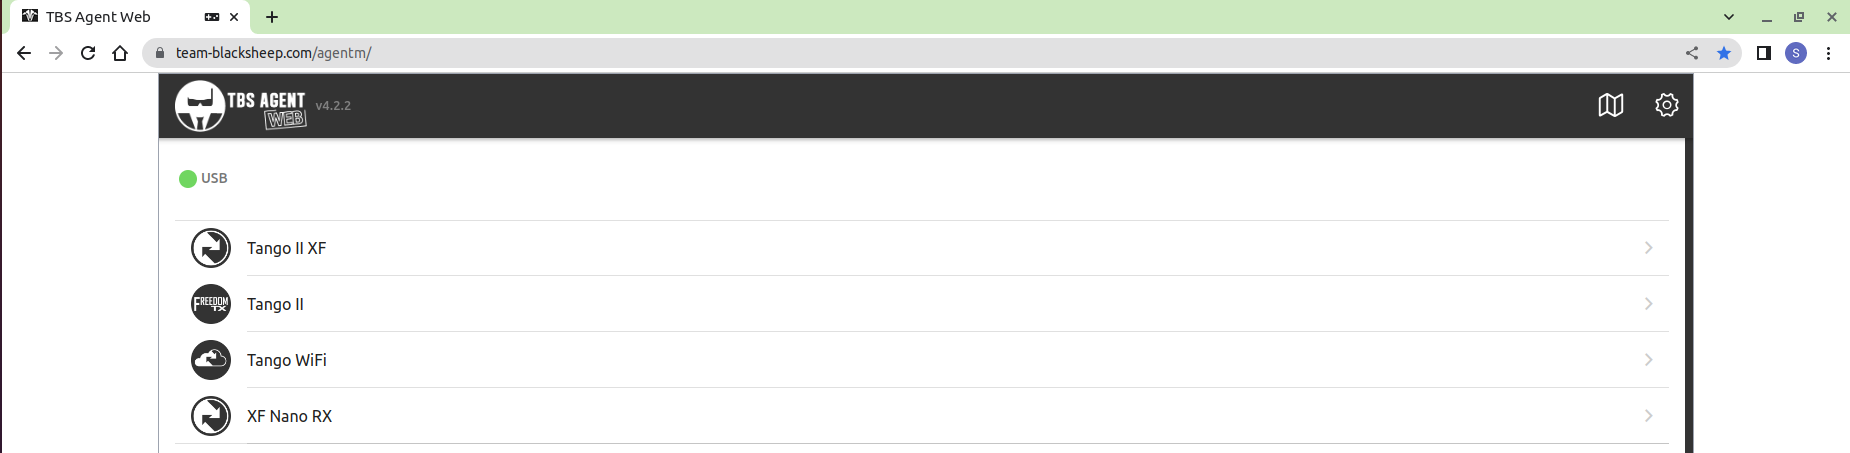 TBS Agent Web
team-blacksheep.com/agentm/
S
TBS AGENT
WEB
v4.2.2
USB
Tango II XF
FREEDOM
TX
Tango II
Tango WiFi
XF Nano RX